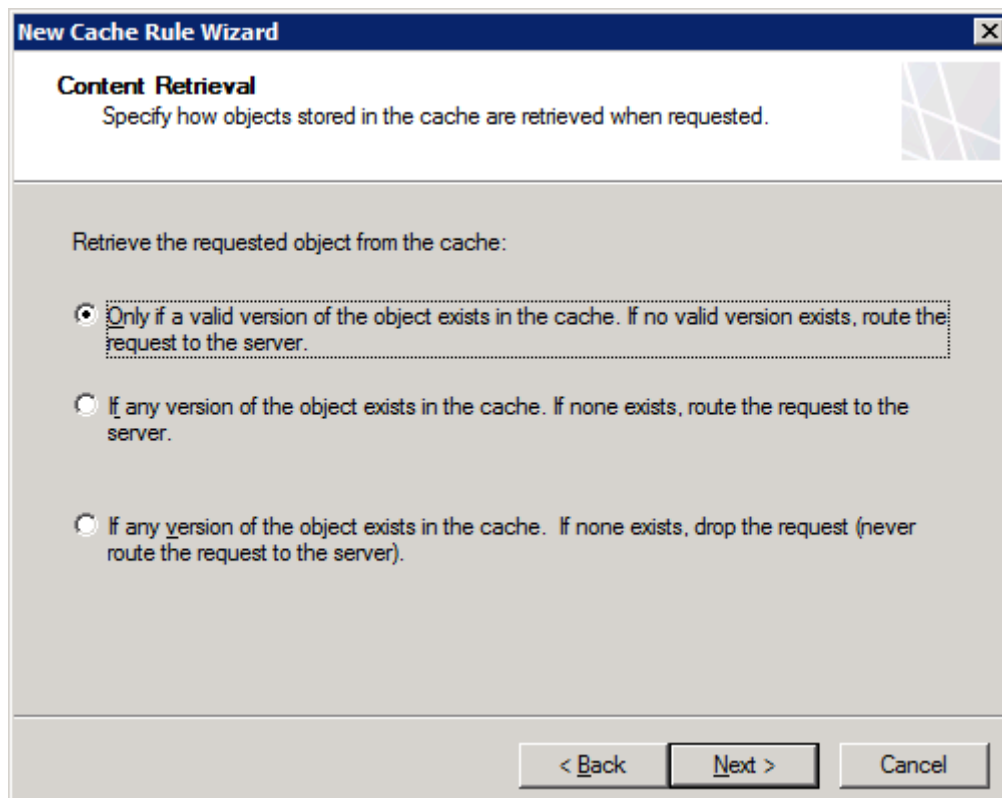 New Cache Rule Wizard
Content Retrieval
Specify how objects stored in the cache are retrieved when requested.
Retrieve the requested object from the cache:
Only if a valid version of the object exists in the cache. If no valid version exists, route the
request to the server.
If any version of the object exists in the cache. If none exists, route the request to the
server.
If any version of the object exists in the cache.  If none exists, drop the request (never
route the request to the server).
< Back
Next >
Cancel